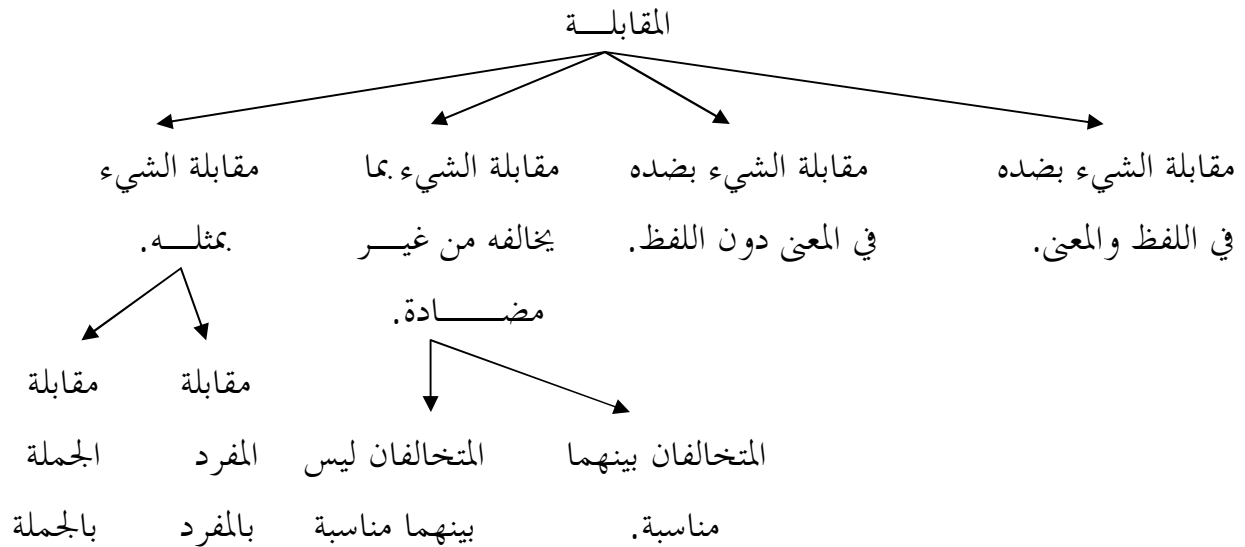 المقابلـــة
مقابلة الشيء بضده
في اللفظ والمعنى.
مقابلة الشيء بضده
في المعنى دون اللفظ.
مقابلة الشيء بما
يخالفه من غيـــر
مضـــــادة.
مقابلة الشيء
بمثلـــه.
المتخالفان بينهما
مناسبة.
المتخالفان ليس
بينهما مناسبة
مقابلة
المفرد
بالمفرد
مقابلة
الجملة
بالجملة